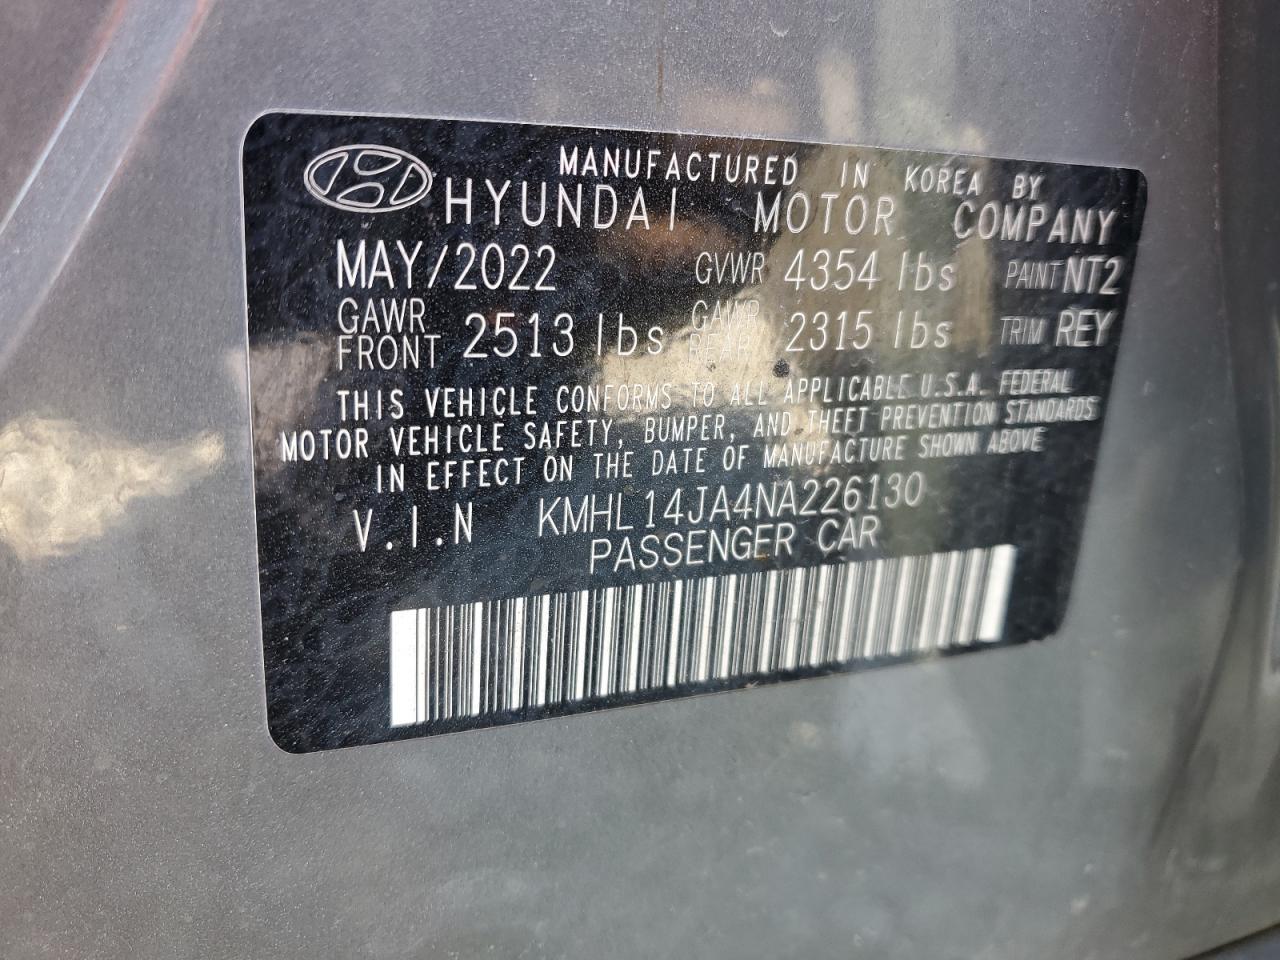 MANUFACTURED IN KOREA BY
HYUNDAI MOTOR COMPANY
MAY/2022 GVWR 4354 lbs PAINT NT2
GAWR FRONT 2513 lbs GAWR REAR 2315 lbs TRIM REY
THIS VEHICLE CONFORMS TO ALL APPLICABLE U.S.A. FEDERAL
MOTOR VEHICLE SAFETY, BUMPER, AND THEFT PREVENTION STANDARDS
IN EFFECT ON THE DATE OF MANUFACTURE SHOWN ABOVE
V.I.N KMHL14JA4NA226130
PASSENGER CAR